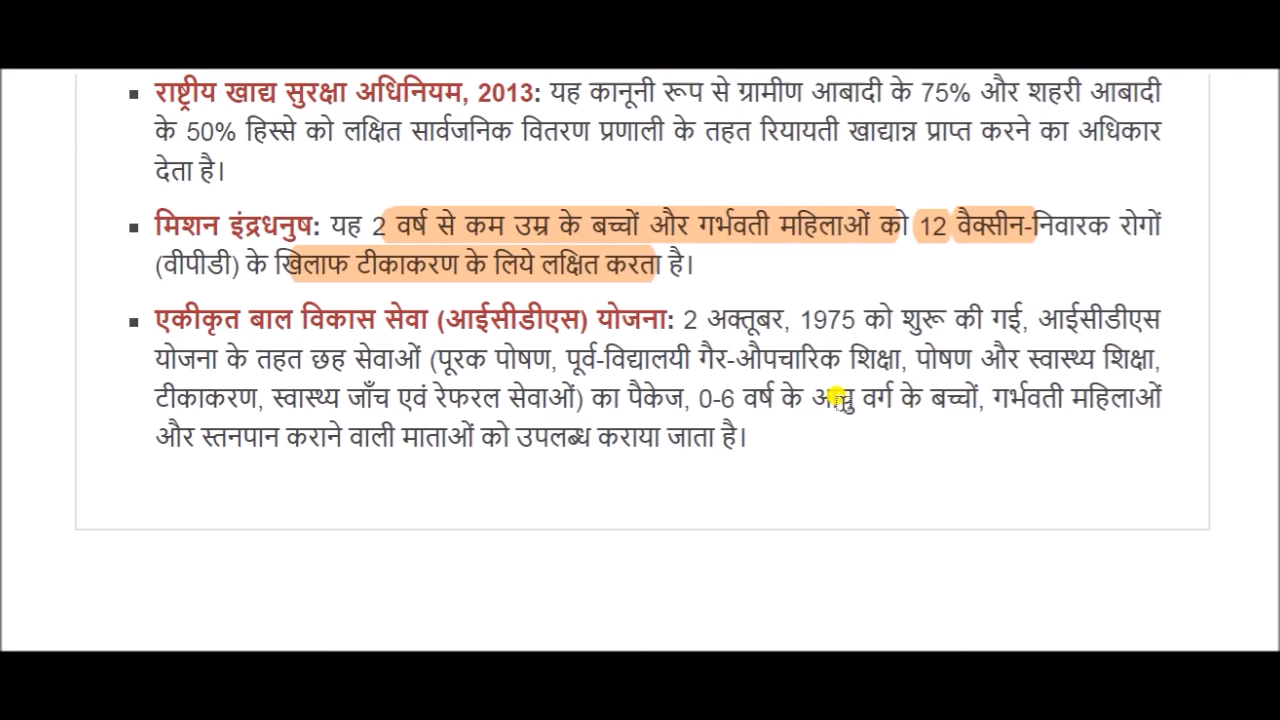 ▪ राष्ट्रीय खाद्य सुरक्षा अधिनियम, 2013: यह कानूनी रूप से ग्रामीण आबादी के 75% और शहरी आबादी
के 50% हिस्से को लक्षित सार्वजनिक वितरण प्रणाली के तहत रियायती खाद्यान्न प्राप्त करने का अधिकार
देता है।
▪ मिशन इंद्रधनुष: यह 2 वर्ष से कम उम्र के बच्चों और गर्भवती महिलाओं को 12 वैक्सीन-निवारक रोगों
(वीपीडी) के खिलाफ टीकाकरण के लिये लक्षित करता है।
▪ एकीकृत बाल विकास सेवा (आईसीडीएस) योजना: 2 अक्तूबर, 1975 को शुरू की गई, आईसीडीएस
योजना के तहत छह सेवाओं (पूरक पोषण, पूर्व-विद्यालयी गैर-औपचारिक शिक्षा, पोषण और स्वास्थ्य शिक्षा,
टीकाकरण, स्वास्थ्य जाँच एवं रेफरल सेवाओं) का पैकेज, 0-6 वर्ष के आयु वर्ग के बच्चों, गर्भवती महिलाओं
और स्तनपान कराने वाली माताओं को उपलब्ध कराया जाता है।